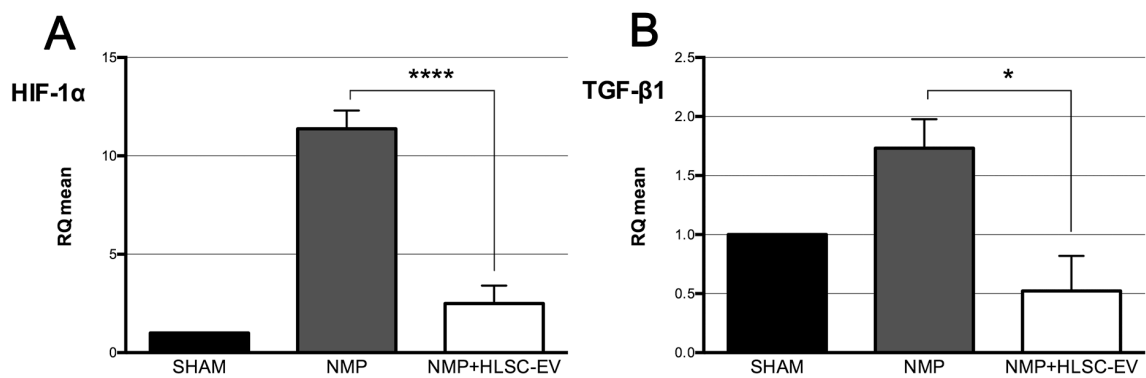 A
HIF-1α
RQ mean
15
10
5
0
****
SHAM
NMP
NMP+HLSC-EV
B
TGF-β1
RQ mean
2.5
2.0
1.5
1.0
0.5
0.0
*
SHAM
NMP
NMP+HLSC-EV